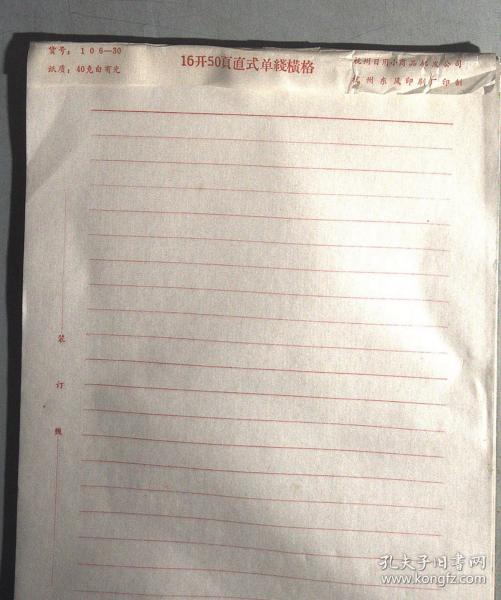 货号：106—30
纸质：40克白有光
16开50頁直式单綫橫格
杭州日用小商品批发公司
杭州东风印刷厂印制
装
订
綫
孔夫子旧书网
www.kongfz.com